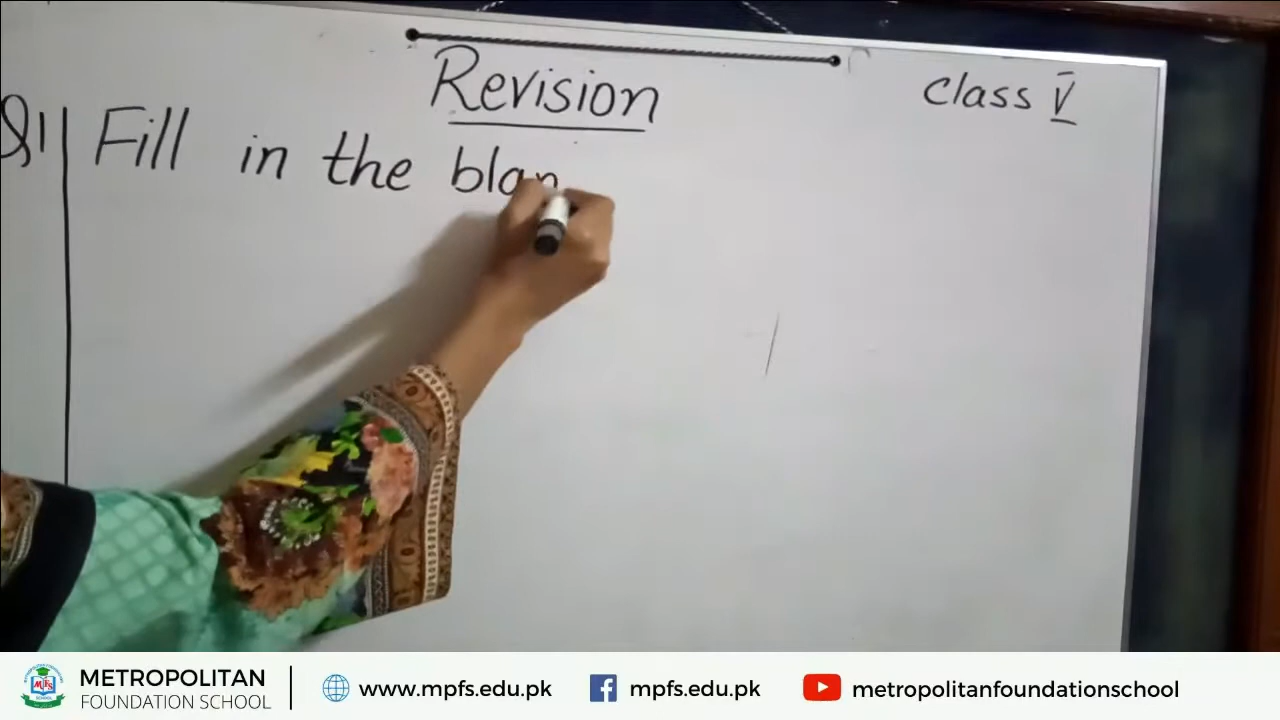 Revision
Class V
Q1 Fill in the blan
METROPOLITAN
FOUNDATION SCHOOL
www.mpfs.edu.pk
mpfs.edu.pk
metropolitanfoundationschool